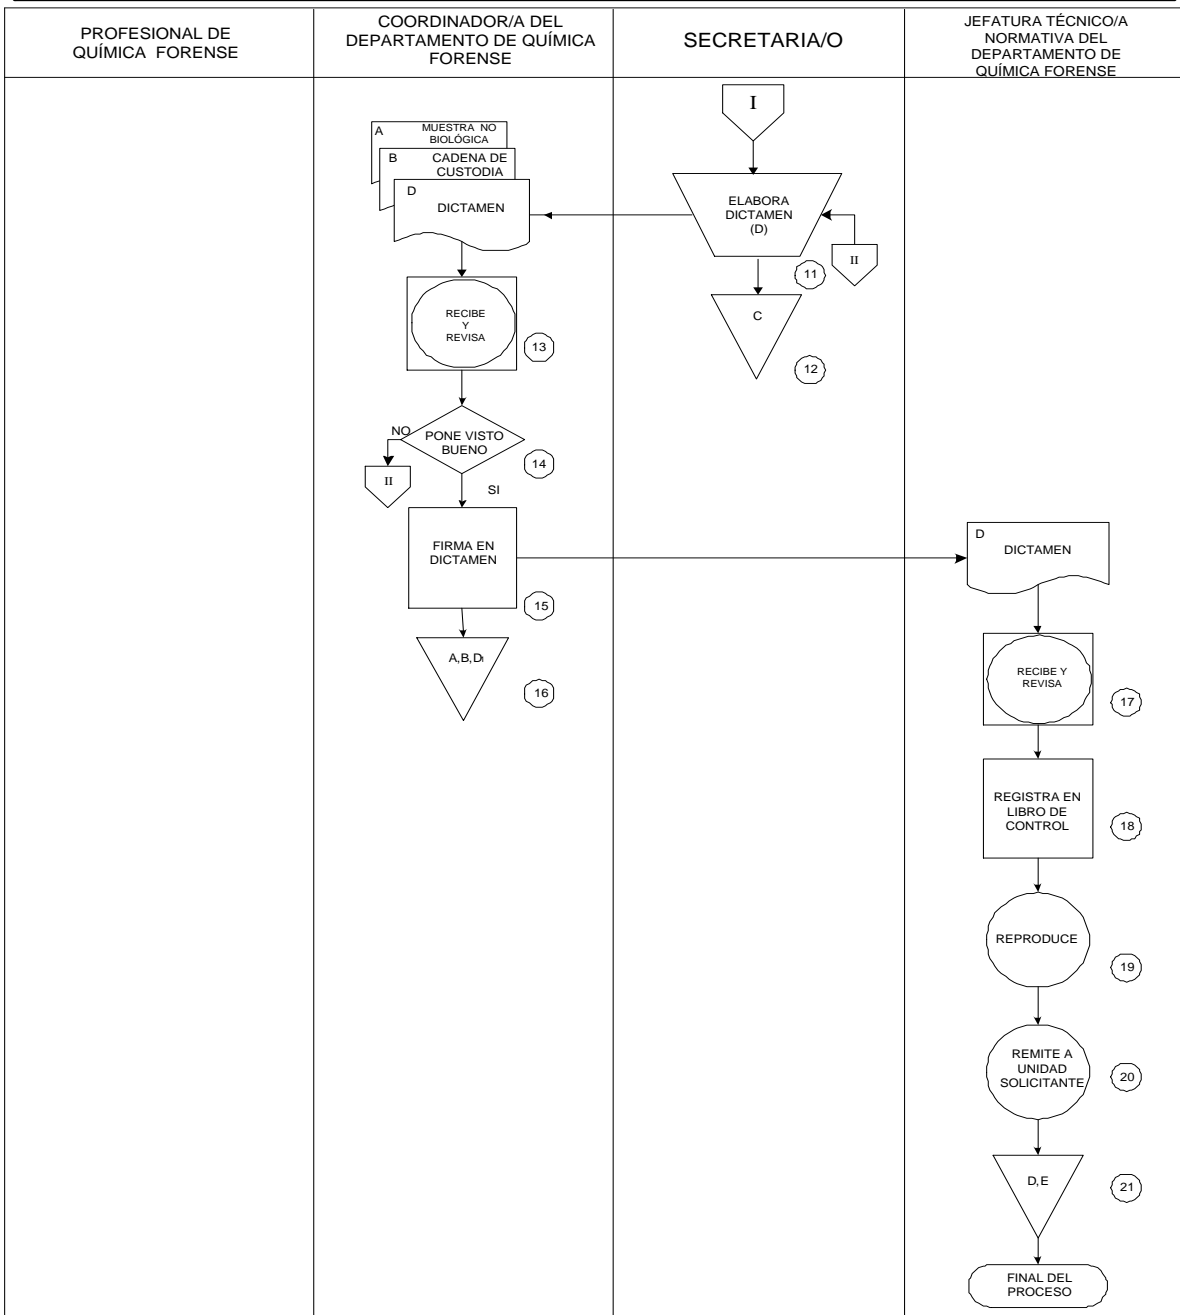 PROFESIONAL DE
QUÍMICA FORENSE
COORDINADOR/A DEL
DEPARTAMENTO DE QUÍMICA
FORENSE
SECRETARIA/O
JEFATURA TÉCNICO/A
NORMATIVA DEL
DEPARTAMENTO DE
QUÍMICA FORENSE
I
A
MUESTRA NO
BIOLÓGICA
B
CADENA DE
CUSTODIA
D
DICTAMEN
ELABORA
DICTAMEN
(D)
II
11
C
12
RECIBE
Y
REVISA
13
PONE VISTO
BUENO
NO
14
II
SI
FIRMA EN
DICTAMEN
15
A,B,D
16
D
DICTAMEN
RECIBE Y
REVISA
17
REGISTRA EN
LIBRO DE
CONTROL
18
REPRODUCE
19
REMITE A
UNIDAD
SOLICITANTE
20
D,E
21
FINAL DEL
PROCESO